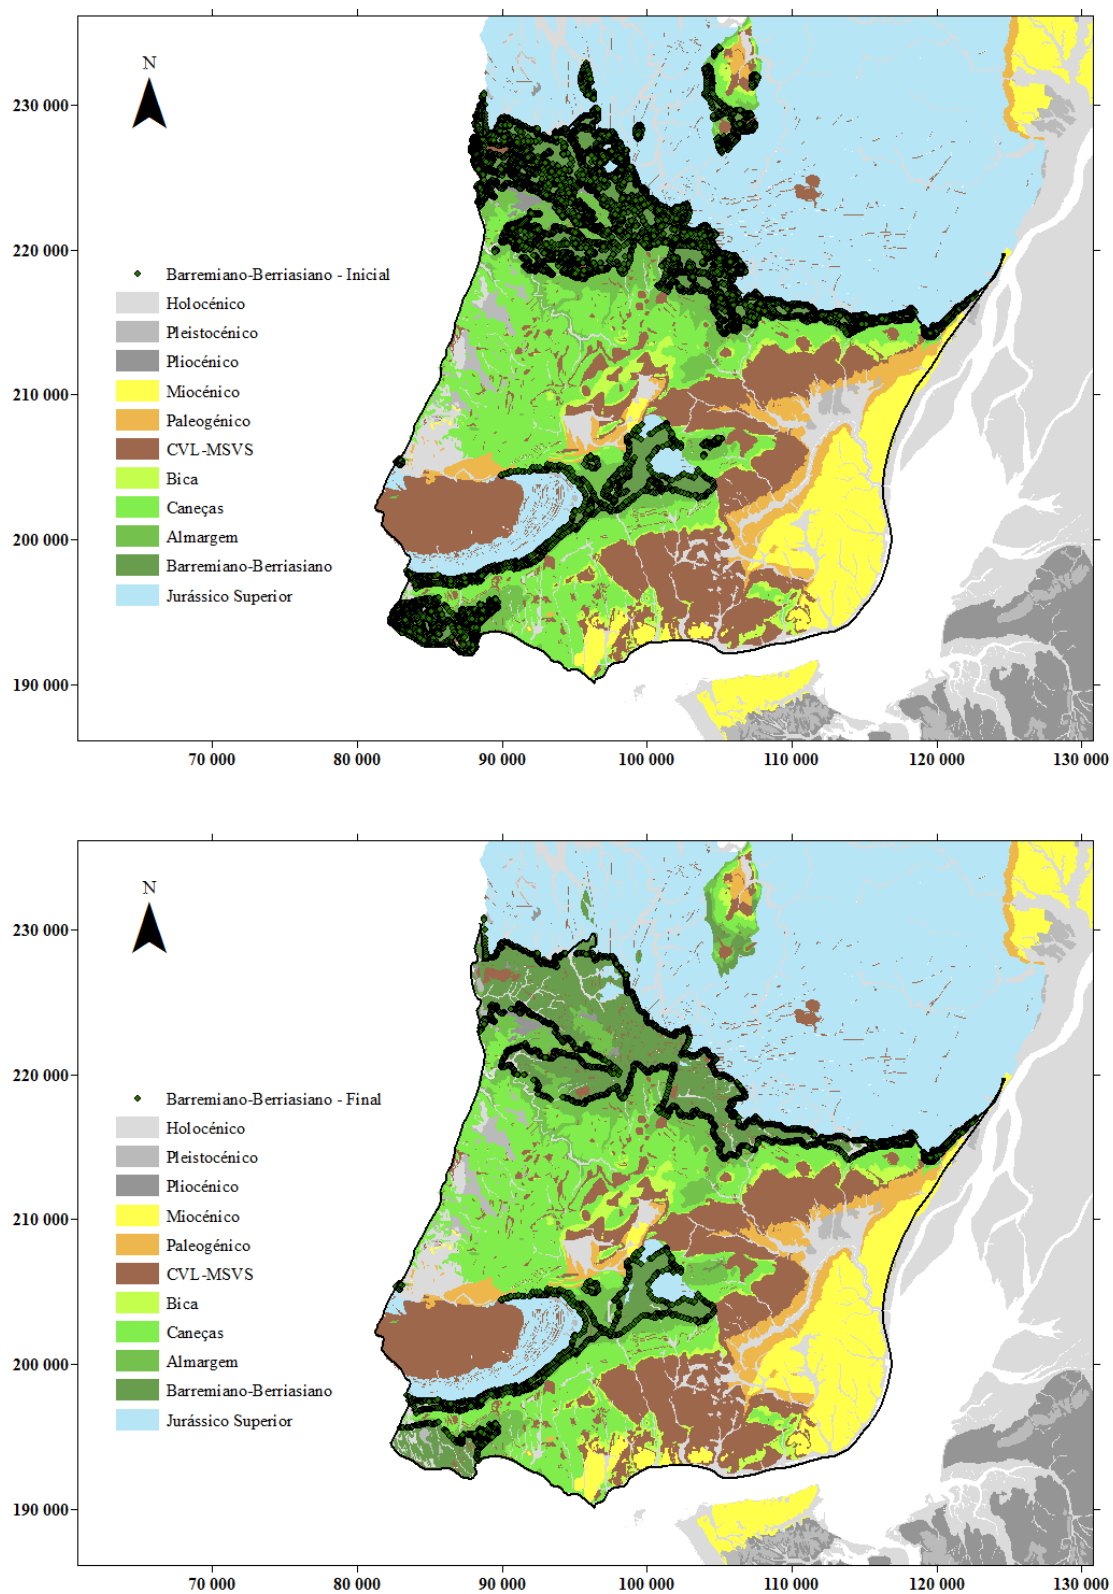 N
230 000
220 000
210 000
200 000
190 000
Barremiano-Berriasiano - Inicial
Holocénico
Pleistocénico
Pliocénico
Miocénico
Paleogénico
CVL-MSVS
Bica
Caneças
Almargem
Barremiano-Berriasiano
Jurássico Superior
70 000 80 000 90 000 100 000 110 000 120 000 130 000
N
230 000
220 000
210 000
200 000
190 000
Barremiano-Berriasiano - Final
Holocénico
Pleistocénico
Pliocénico
Miocénico
Paleogénico
CVL-MSVS
Bica
Caneças
Almargem
Barremiano-Berriasiano
Jurássico Superior
70 000 80 000 90 000 100 000 110 000 120 000 130 000